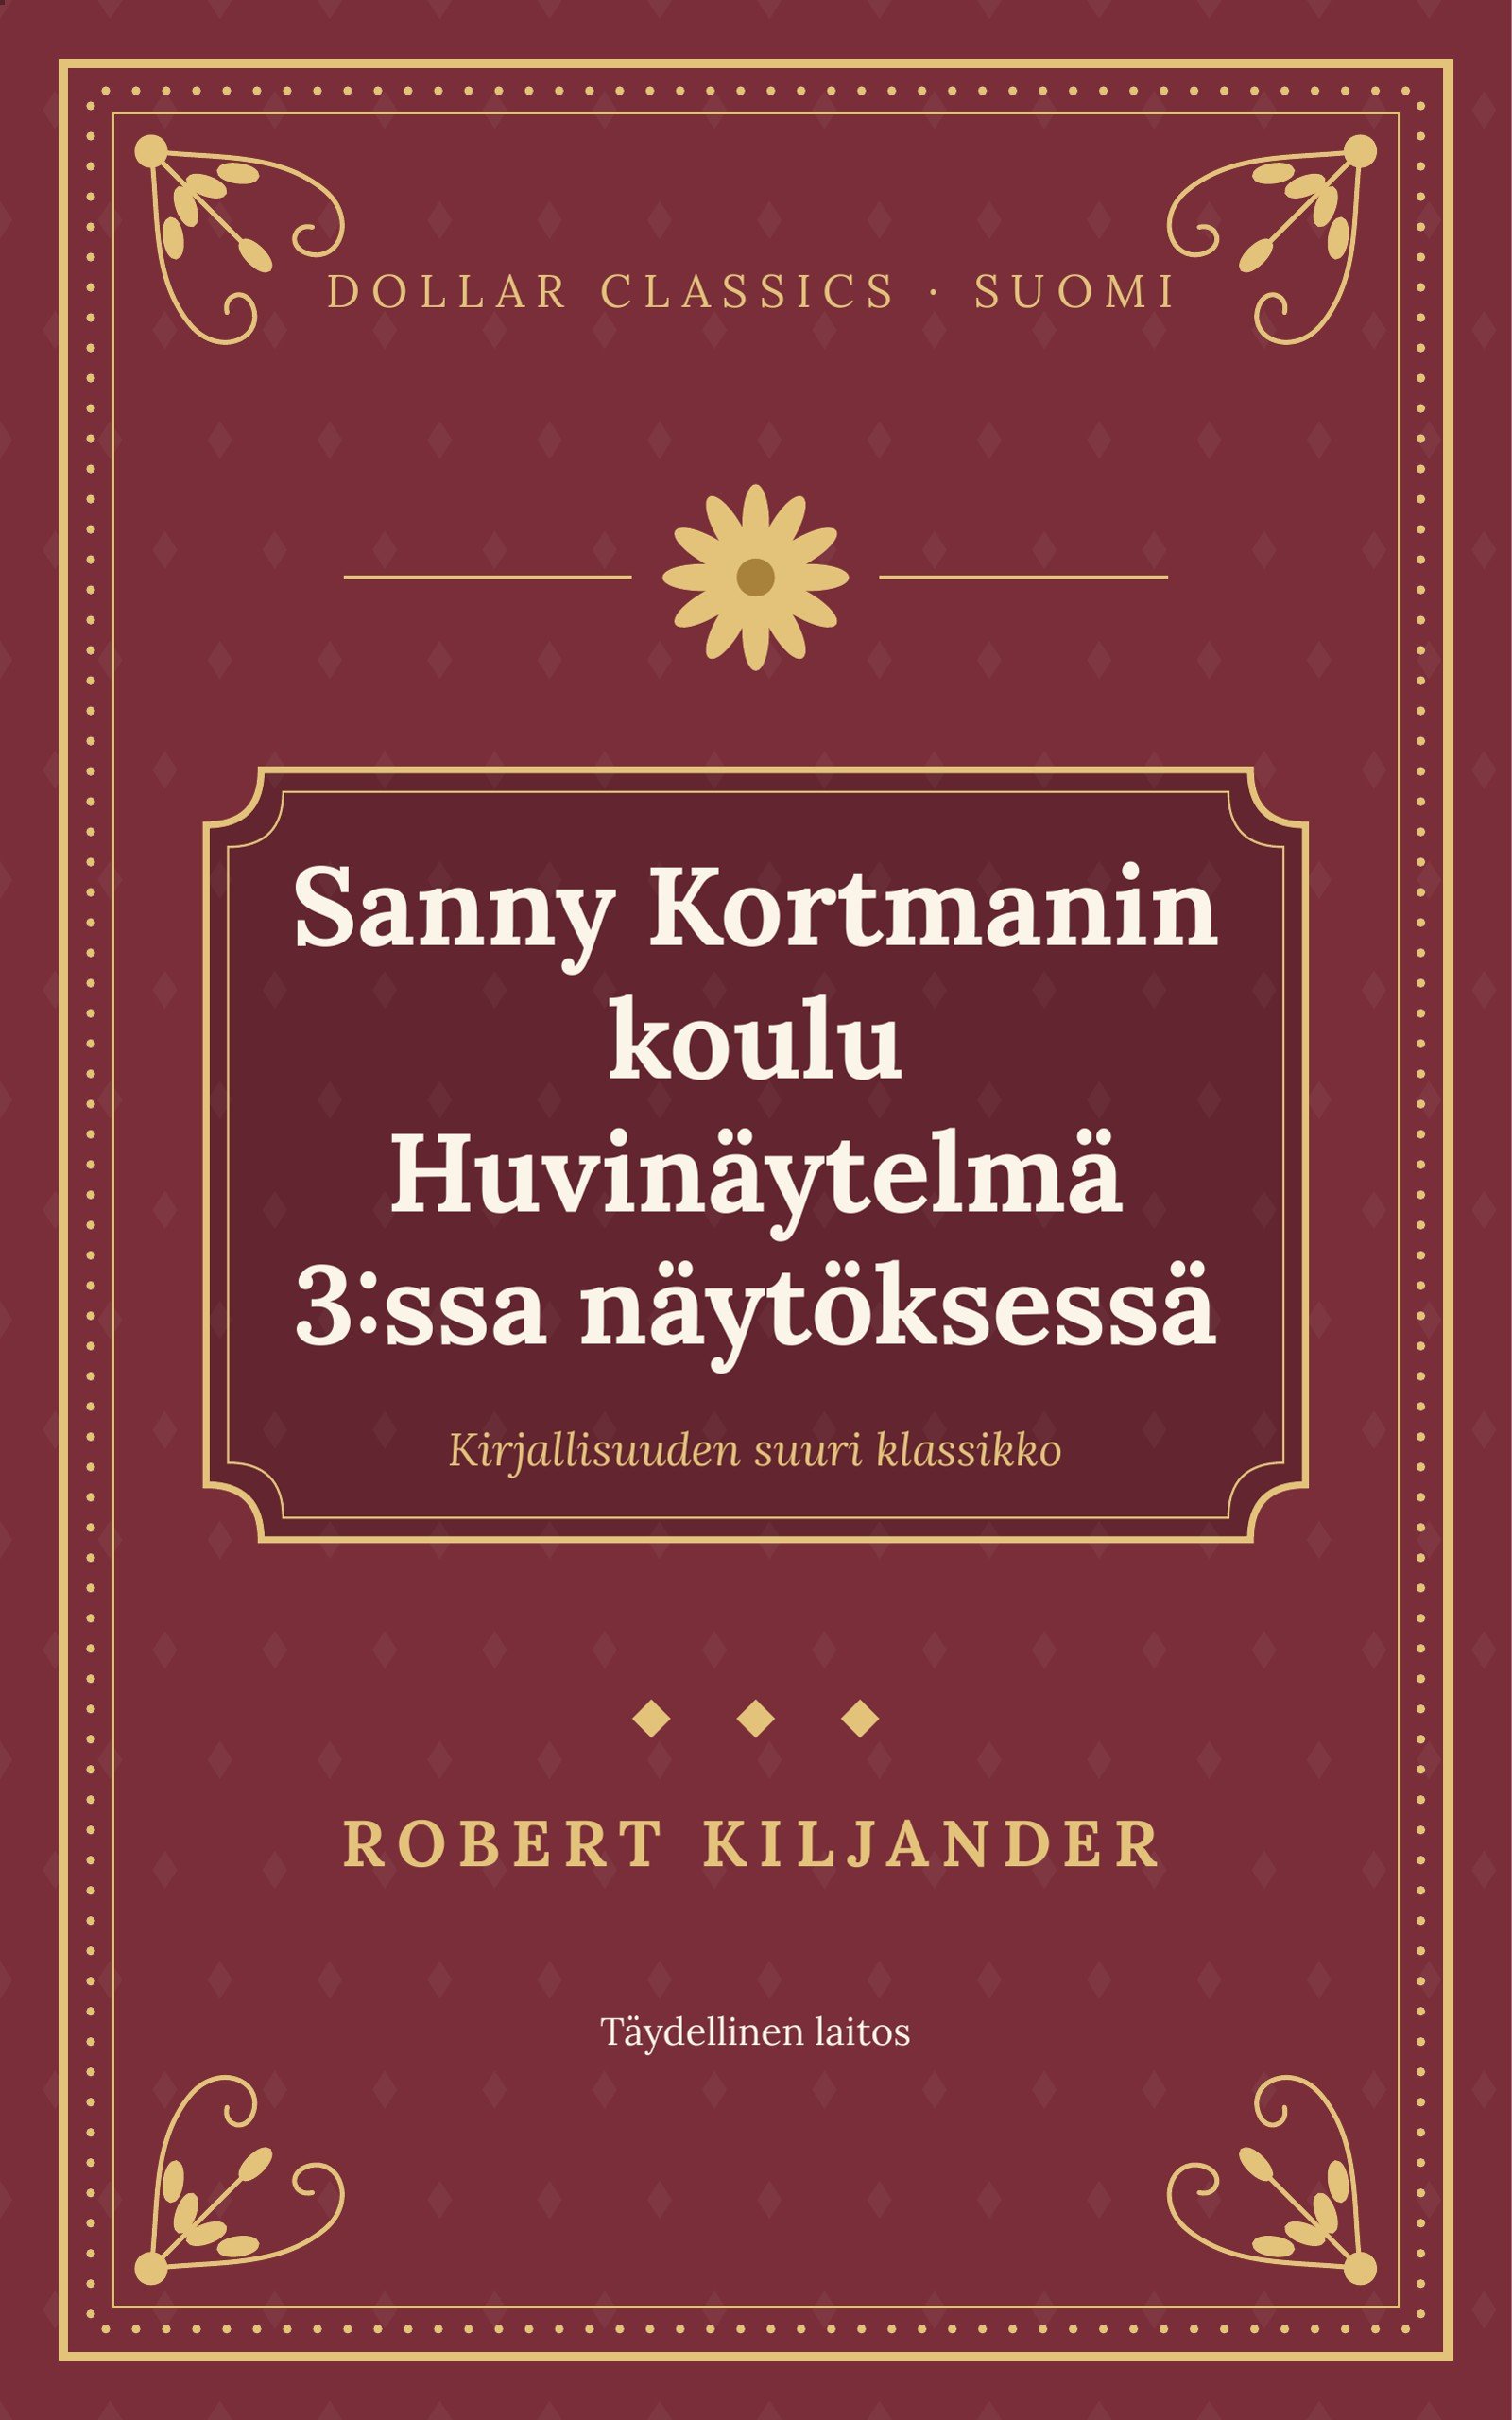 DOLLAR CLASSICS · SUOMI
Sanny Kortmanin
koulu
Huvinäytelmä
3:ssa näytöksessä
Kirjallisuuden suuri klassikko
ROBERT KILJANDER
Täydellinen laitos